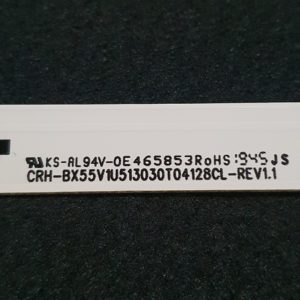 KS-AL94V-0E465853RoHS:945JS
CRH-BX55V1U513030T04128CL-REV1.1